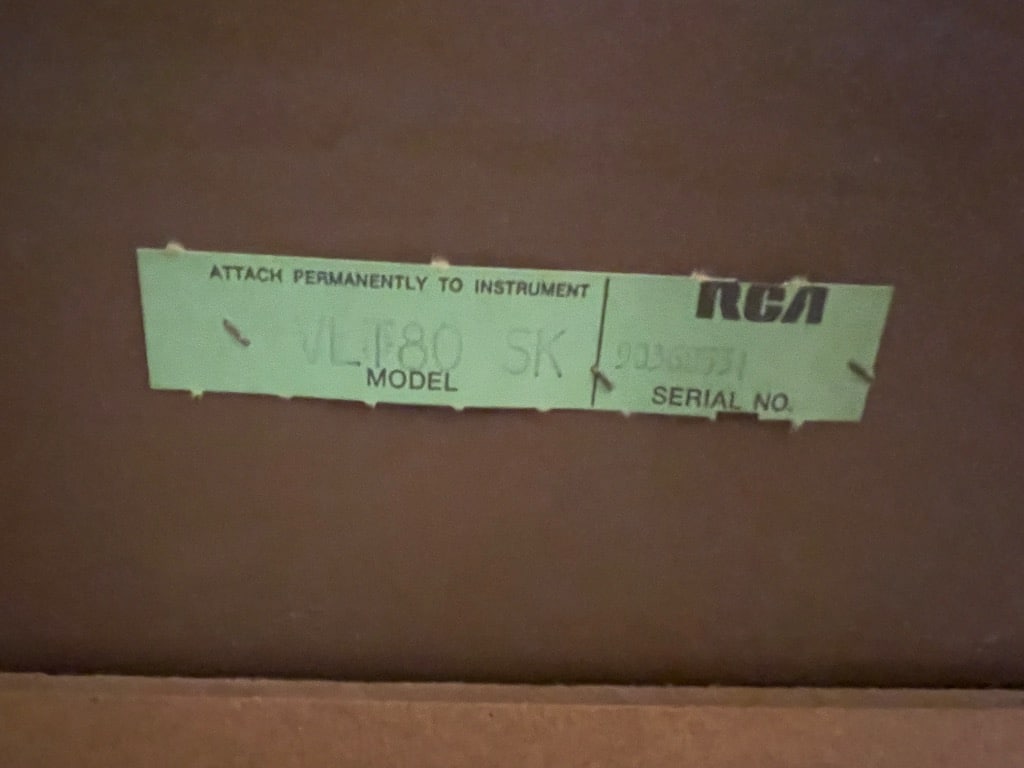 ATTACH PERMANENTLY TO INSTRUMENT
VLT80 SK
MODEL
RCA
SERIAL NO.